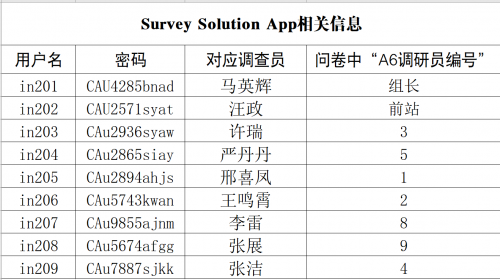 Survey Solution App相关信息
用户名 密码 对应调查员 问卷中“A6调研员编号”
in201 CAU4285bnad 马英辉 组长
in202 CAU2571syat 汪政 前站
in203 CAu2936syaw 许瑞 3
in204 CAu2865siay 严丹丹 5
in205 CAu2894ahjs 邢喜凤 1
in206 CAu5743kwan 王鸣霄 2
in207 CAu9855ajnm 李雷 8
in208 CAu5674afgg 张展 9
in209 CAu7887sjkk 张洁 4